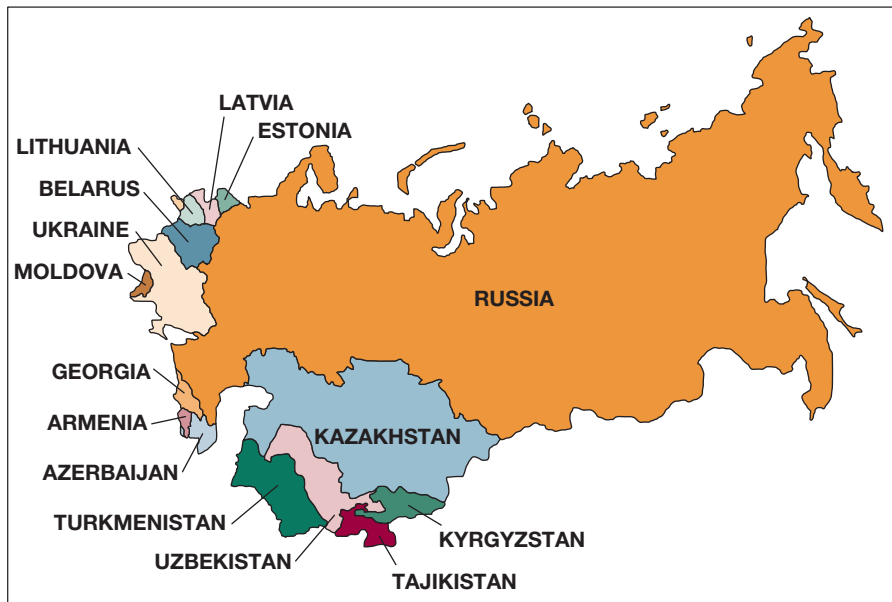 LATVIA
ESTONIA
LITHUANIA
BELARUS
UKRAINE
MOLDOVA
RUSSIA
GEORGIA
ARMENIA
KAZAKHSTAN
AZERBAIJAN
TURKMENISTAN
KYRGYZSTAN
UZBEKISTAN
TAJIKISTAN